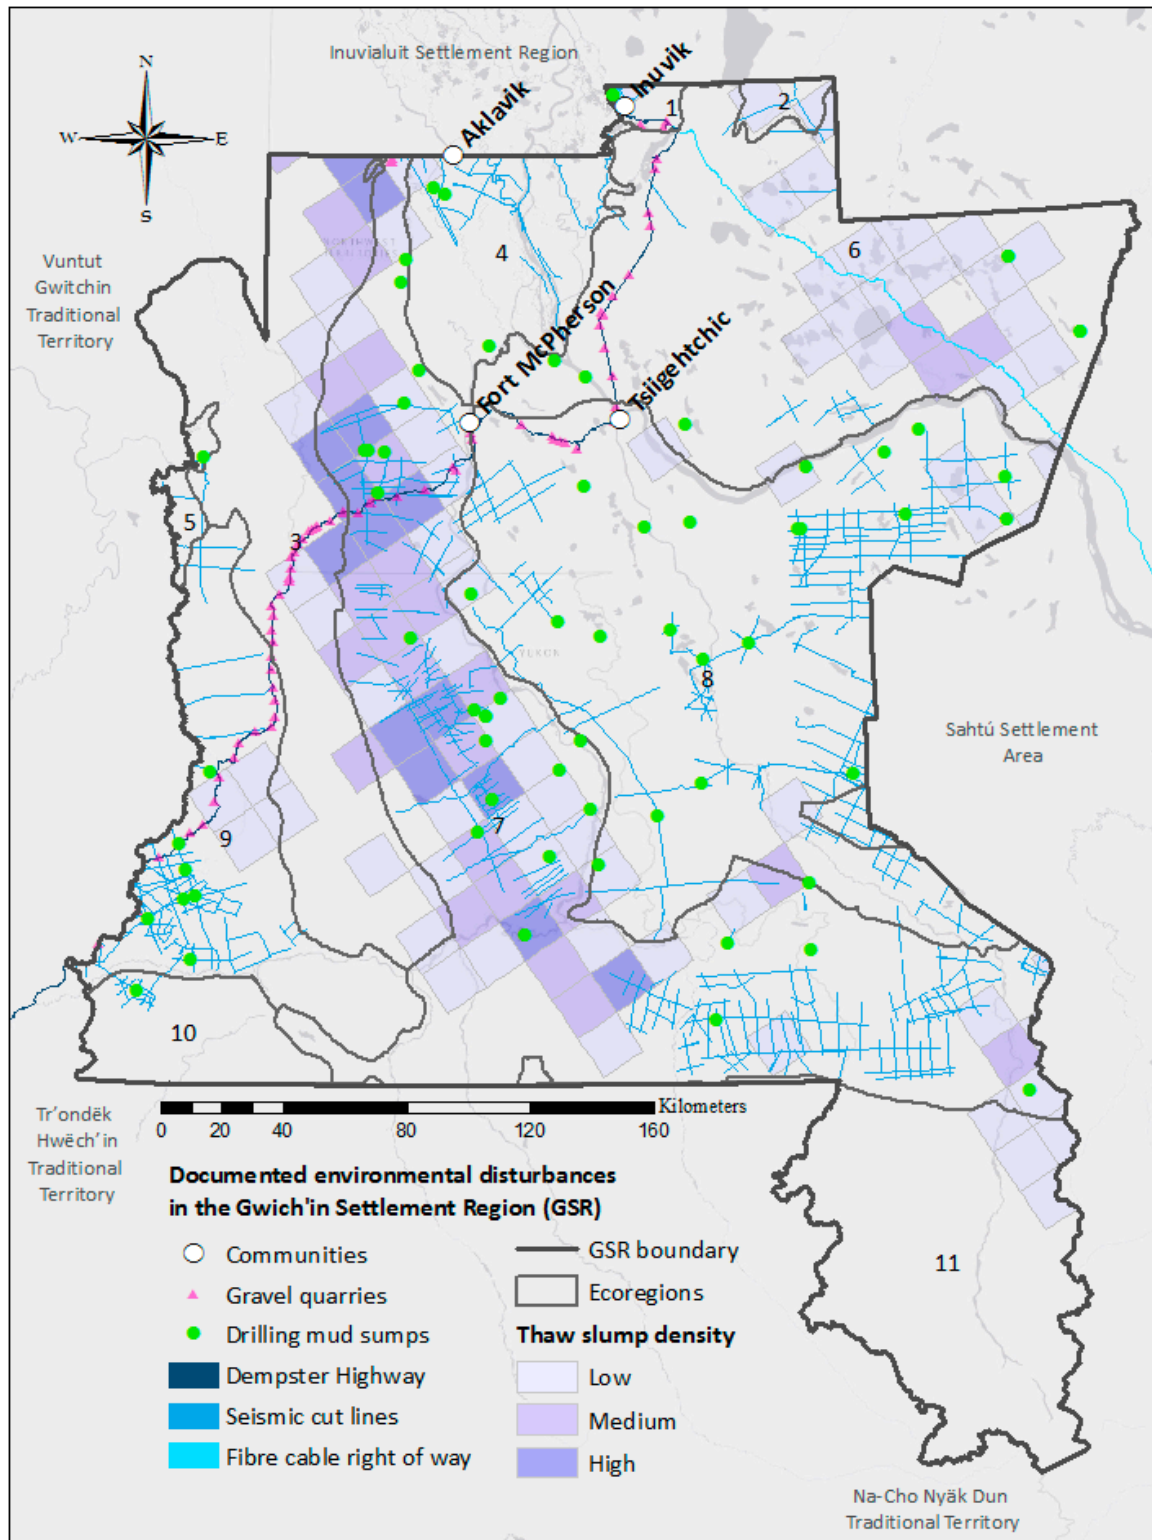 Inuvialuit Settlement Region
N
W
E
S
Inuvik
Aklavik
1
2
NORTHWEST
TERRITORIES
4
6
Vuntut
Gwitchin
Traditional
Territory
Fort McPherson
Tsiigehtchic
5
3
YUKON
8
Sahtú Settlement
Area
7
9
10
Tr'ondëk
Hwëch'in
Traditional
Territory
Kilometers
0 20 40 80 120 160
Documented environmental disturbances
in the Gwich'in Settlement Region (GSR)
Communities
Gravel quarries
Drilling mud sumps
Dempster Highway
Seismic cut lines
Fibre cable right of way
GSR boundary
Ecoregions
Thaw slump density
Low
Medium
High
11
Na-Cho Nyäk Dun
Traditional Territory